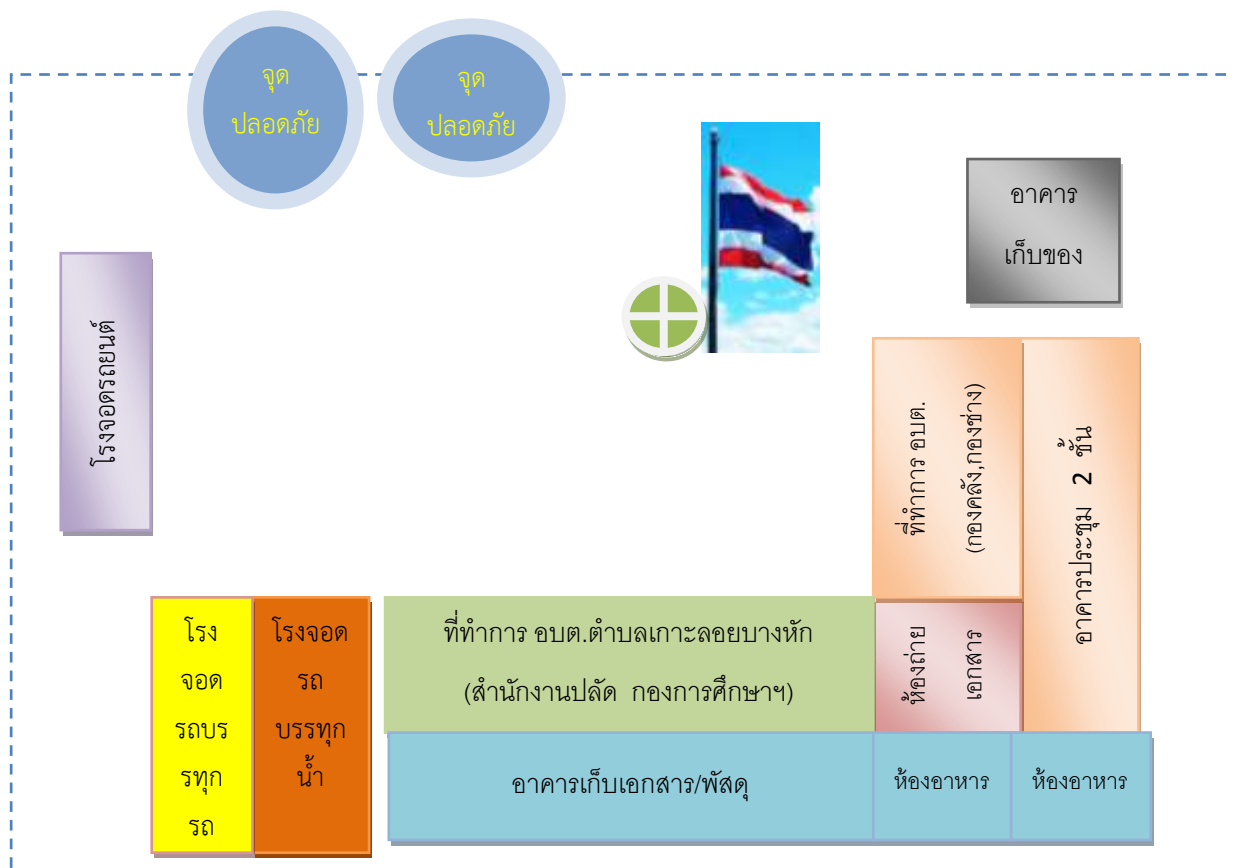 จุด
ปลอดภัย
จุด
ปลอดภัย
อาคาร
เก็บของ
โรงจอดรถยนต์
ที่ทำการ อบต.
(กองคลัง,กองช่าง)
อาคารประชุม 2 ชั้น
โรง
จอด
รถบร
รทุก
รถ
โรงจอด
รถ
บรรทุก
น้ำ
ที่ทำการ อบต.ตำบลเกาะลอยบางหัก
(สำนักงานปลัด กองการศึกษาฯ)
ห้องถ่าย
เอกสาร
อาคารเก็บเอกสาร/พัสดุ
ห้องอาหาร
ห้องอาหาร